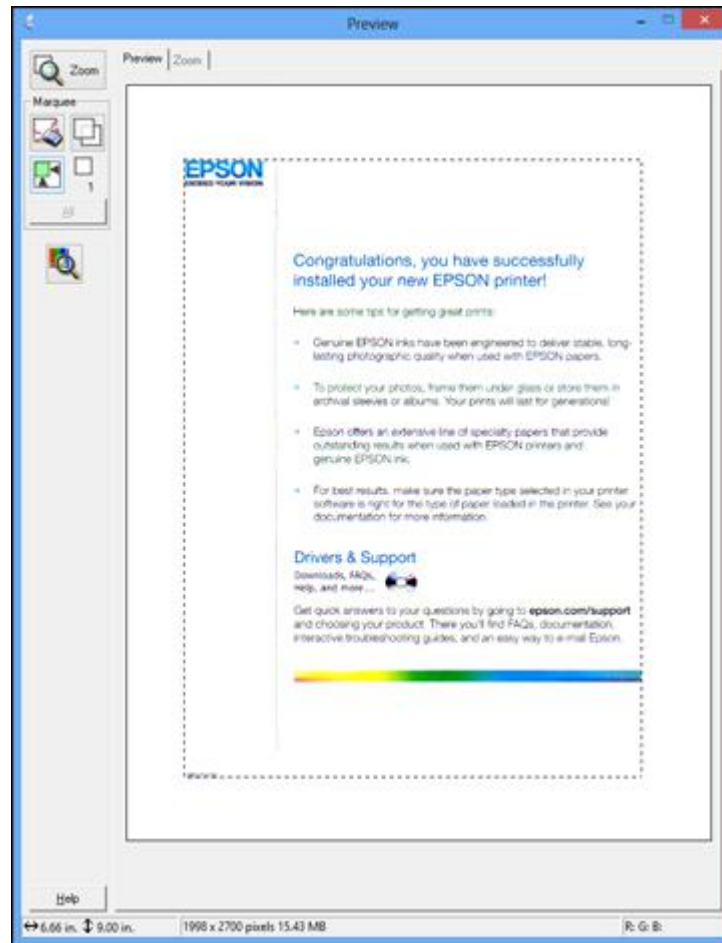 Preview
Zoom
Preview Zoom
Marquee
1
All
EPSON
EXCEED YOUR VISION
Congratulations, you have successfully
installed your new EPSON printer!
Here are some tips for getting great prints:
Genuine EPSON inks have been engineered to deliver stable, long-
lasting photographic quality when used with EPSON papers.
To protect your photos, frame them under glass or store them in
archival sleeves or albums. Your prints will last for generations!
Epson offers an extensive line of specialty papers that provide
outstanding results when used with EPSON printers and
genuine EPSON ink.
For best results, make sure the paper type selected in your printer
software is right for the type of paper loaded in the printer. See your
documentation for more information.
Drivers & Support
Downloads, FAQs,
Help, and more...
Get quick answers to your questions by going to epson.com/support
and choosing your product. There you'll find FAQs, documentation,
interactive troubleshooting guides, and an easy way to e-mail Epson.
Help
6.66 in. 9.00 in. 1998 x 2700 pixels 15.43 MB R: G: B: